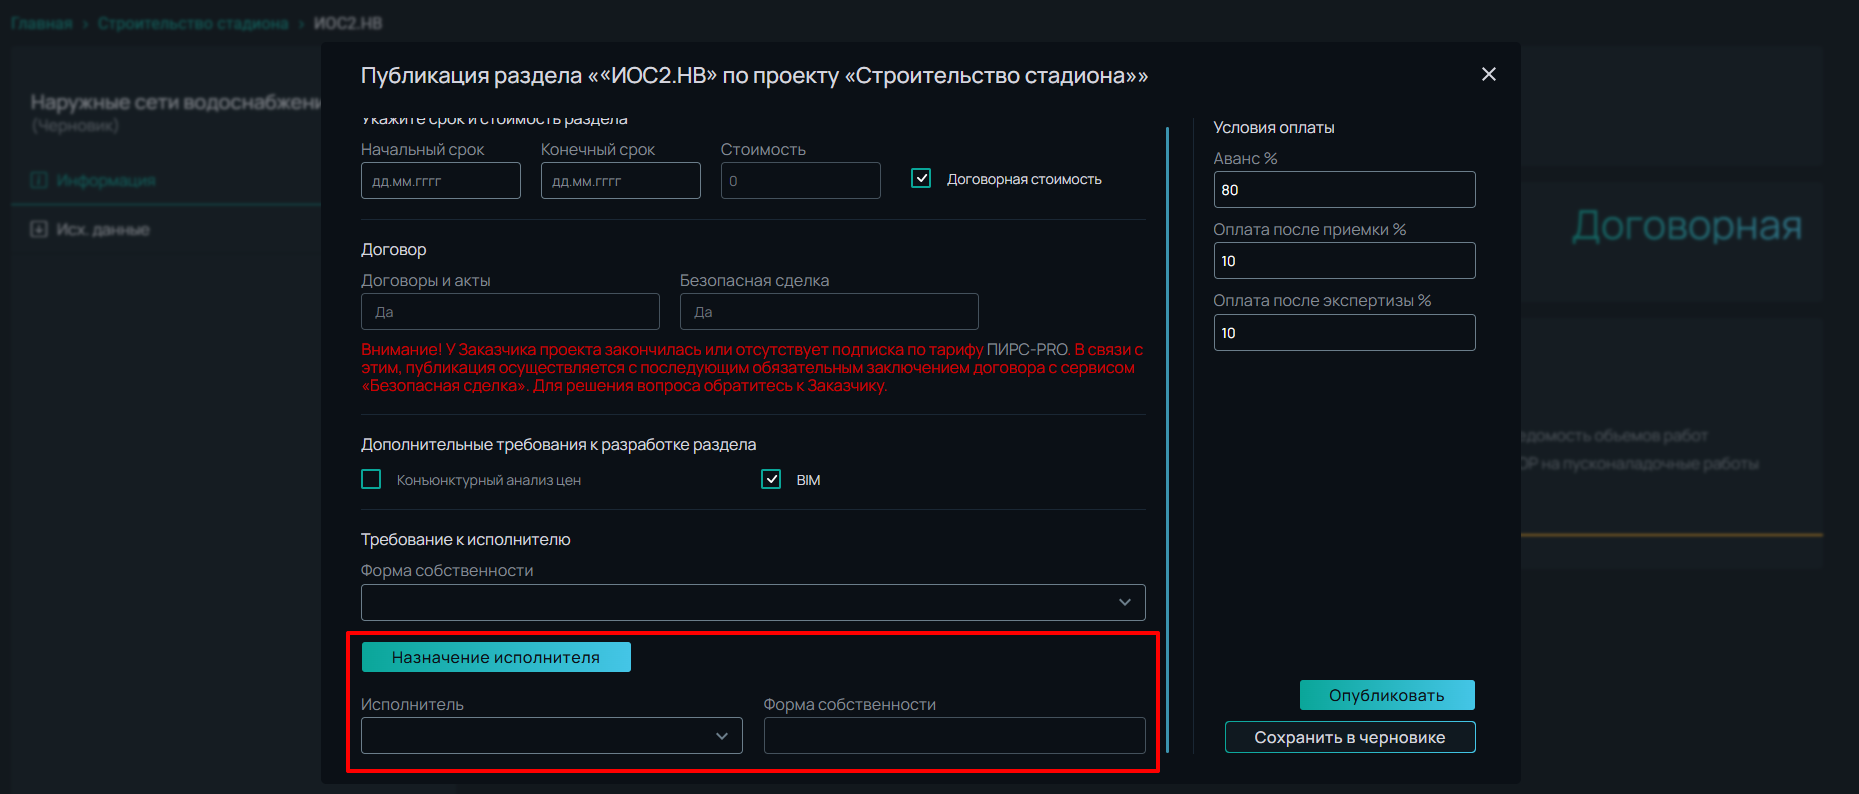 Главная › Строительство стадиона › ИОС2.НВ
Наружные сети водоснабжени
(Черновик)
Информация
Исх. данные
Публикация раздела ««ИОС2.НВ» по проекту «Строительство стадиона»»
Укажите срок и стоимость раздела
Начальный срок
Конечный срок
Стоимость
дд.мм.гггг
дд.мм.гггг
0
Договорная стоимость
Договор
Договоры и акты
Безопасная сделка
Да
Да
Внимание! У Заказчика проекта закончилась или отсутствует подписка по тарифу ПИРС-PRO. В связи с
этим, публикация осуществляется с последующим обязательным заключением договора с сервисом
«Безопасная сделка». Для решения вопроса обратитесь к Заказчику.
Дополнительные требования к разработке раздела
Конъюнктурный анализ цен
BIM
Требование к исполнителю
Форма собственности
Назначение исполнителя
Исполнитель
Форма собственности
Условия оплаты
Аванс %
80
Оплата после приемки %
10
Оплата после экспертизы %
10
Опубликовать
Сохранить в черновике
Договорная
едомость обьемов работ
ОР на пусконаладочные работы